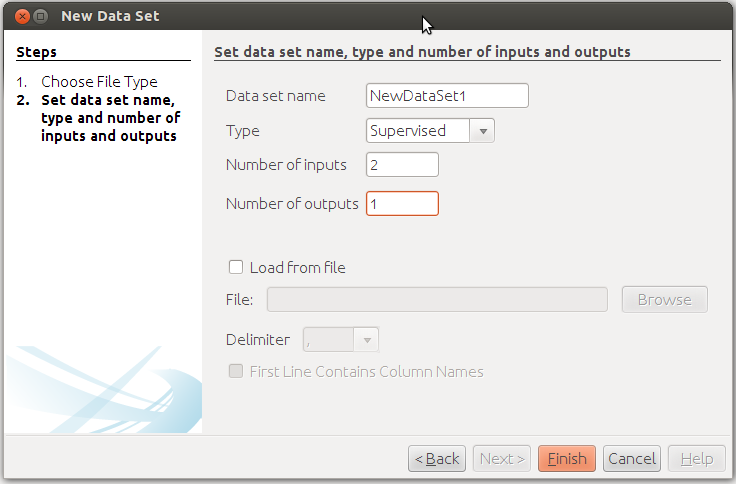 New Data Set
Steps
1. Choose File Type
2. Set data set name,
type and number of
inputs and outputs
Set data set name, type and number of inputs and outputs
Data set name NewDataSet1
Type Supervised
Number of inputs 2
Number of outputs 1
Load from file
File: Browse
Delimiter ,
First Line Contains Column Names
< Back Next > Finish Cancel Help